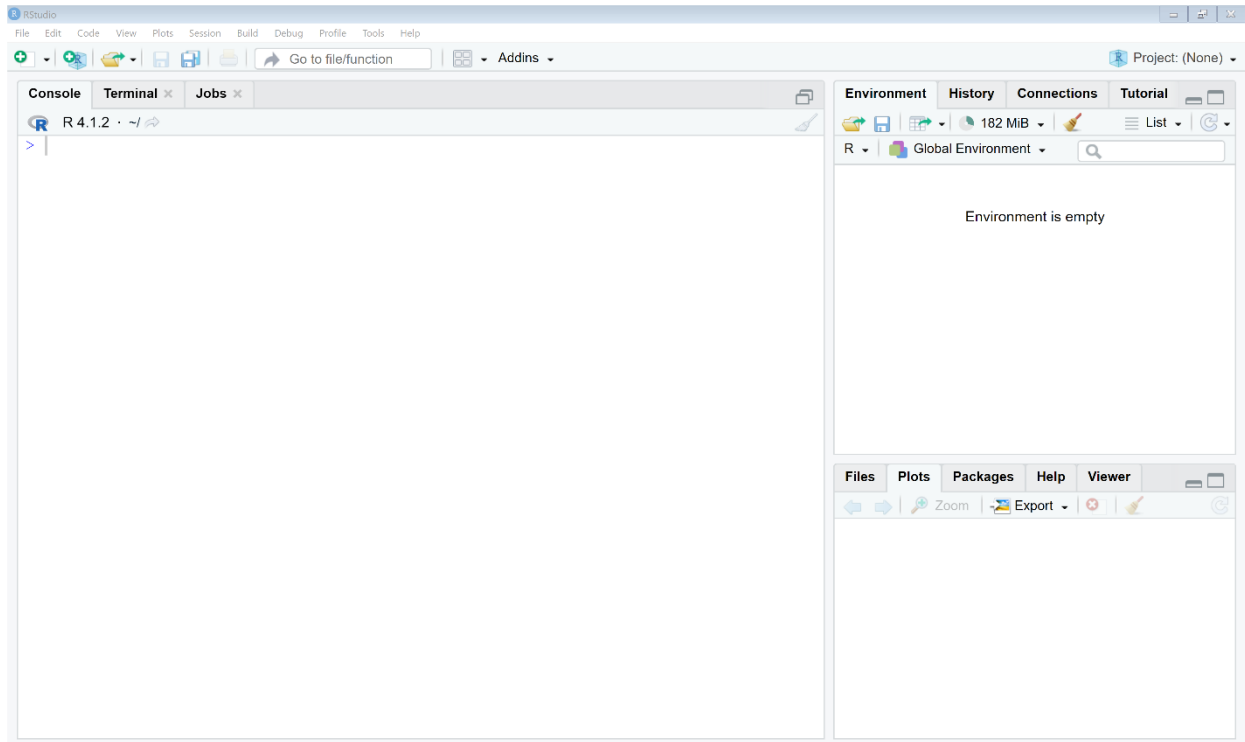 RStudio
File Edit Code View Plots Session Build Debug Profile Tools Help
Go to file/function Addins Project: (None)
Console Terminal Jobs
R 4.1.2 · ~/
>
Environment History Connections Tutorial
182 MiB List
R Global Environment
Environment is empty
Files Plots Packages Help Viewer
Zoom Export